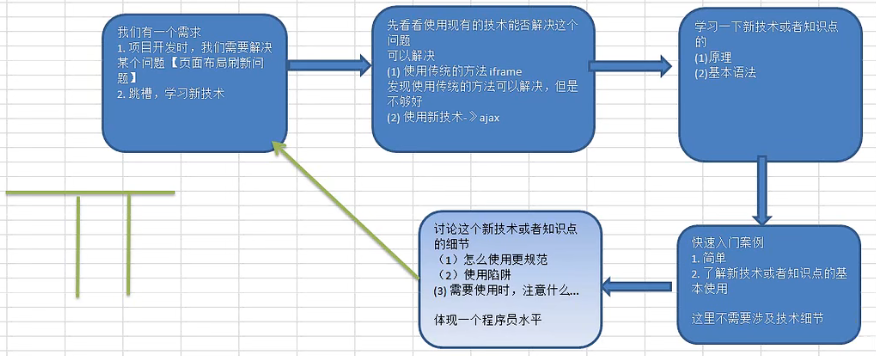 我们有一个需求
1. 项目开发时，我们需要解决
某个问题【页面布局刷新问
题】
2. 跳槽，学习新技术
先看看使用现有的技术能否解决这个
问题
可以解决
(1) 使用传统的方法 iframe
发现使用传统的方法可以解决，但是
不够好
(2) 使用新技术-》ajax
学习一下新技术或者知识点
的
(1)原理
(2)基本语法
快速入门案例
1. 简单
2. 了解新技术或者知识点的基
本使用
这里不需要涉及技术细节
讨论这个新技术或者知识点
的细节
（1）怎么使用更规范
（2）使用陷阱
(3) 需要使用时，注意什么...
体现一个程序员水平